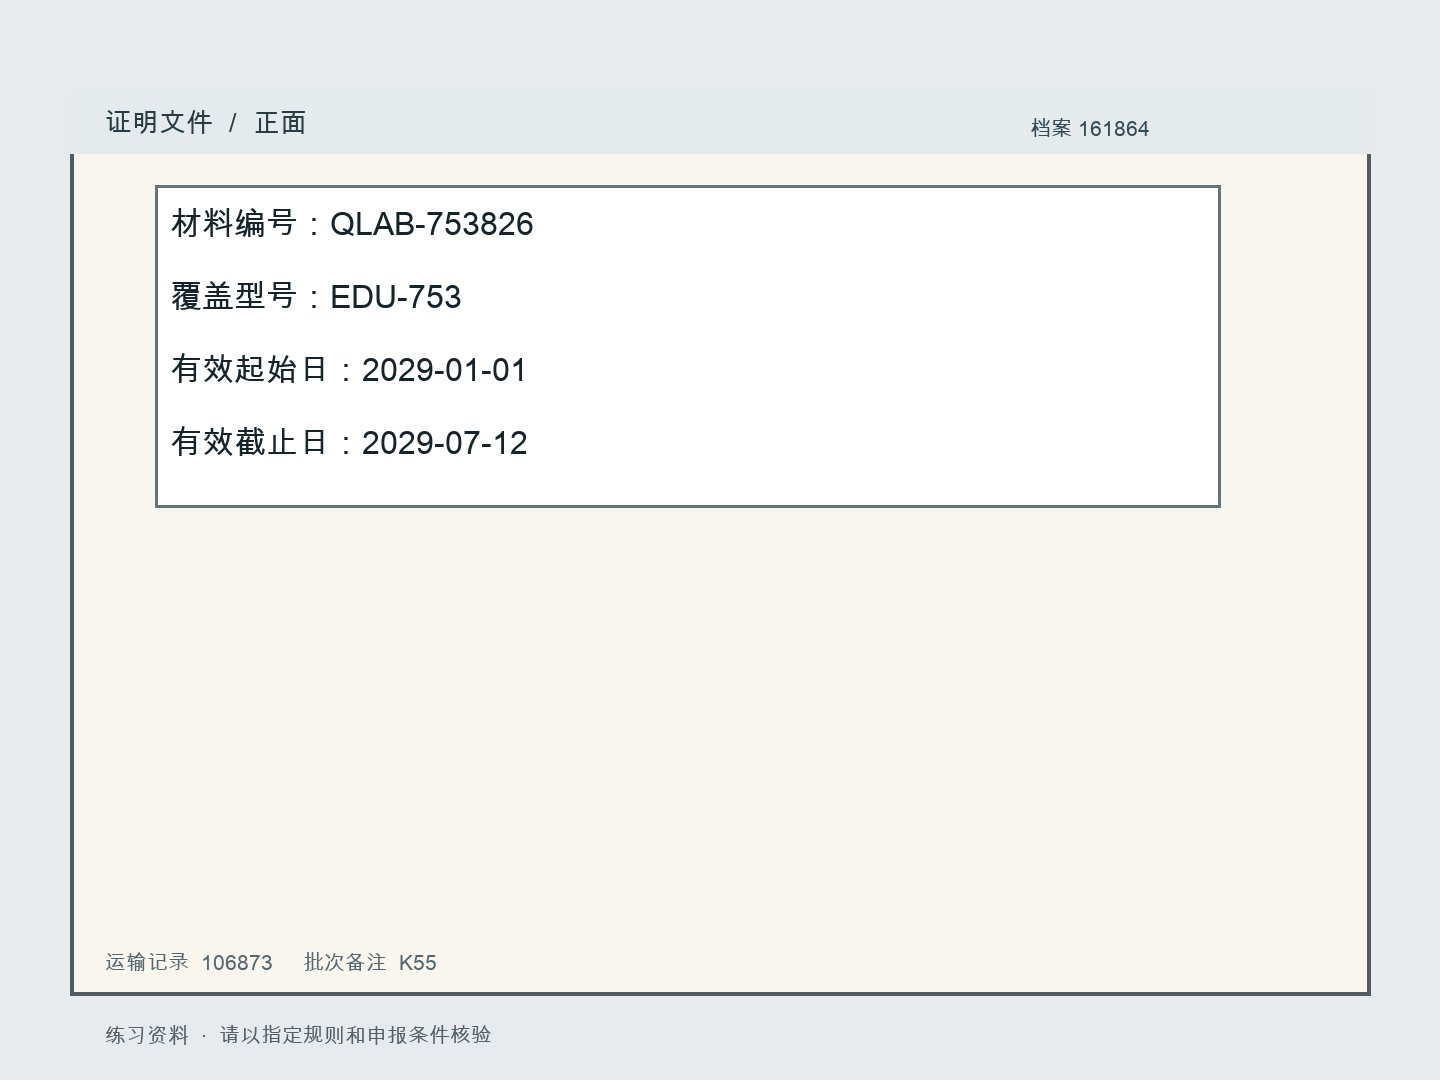 证明文件 / 正面
档案 161864
材料编号：QLAB-753826
覆盖型号：EDU-753
有效起始日：2029-01-01
有效截止日：2029-07-12
运输记录 106873 批次备注 K55
练习资料 · 请以指定规则和申报条件核验